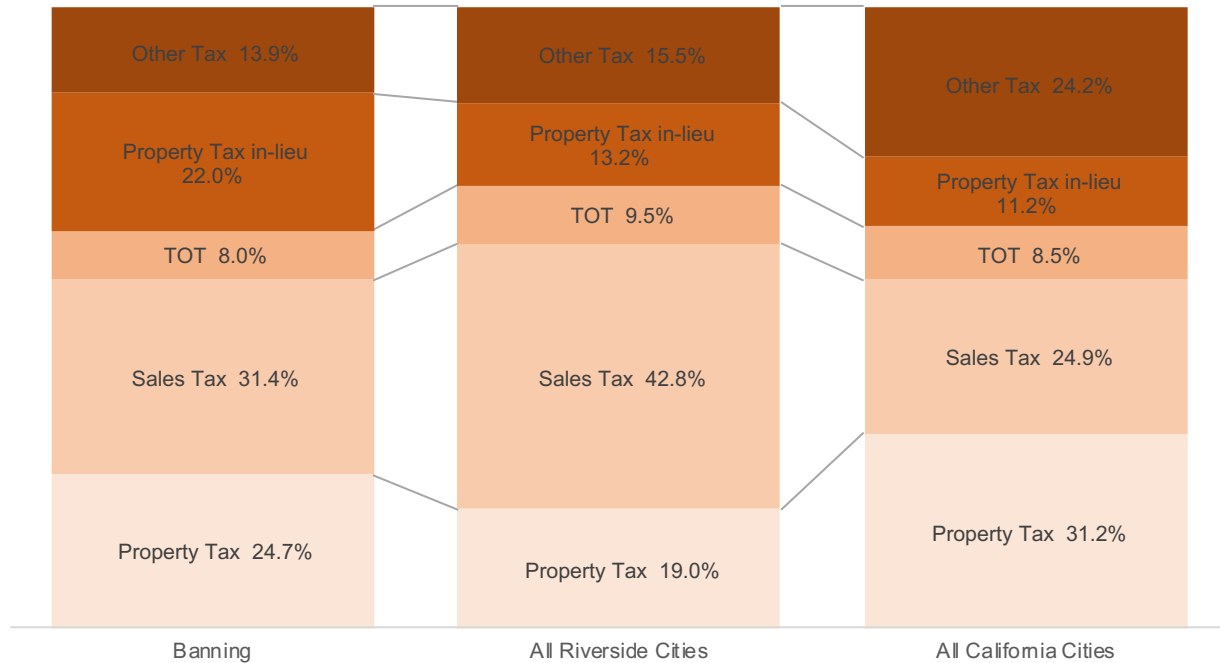 Other Tax 13.9%
Property Tax in-lieu
22.0%
TOT 8.0%
Sales Tax 31.4%
Property Tax 24.7%
Banning
Other Tax 15.5%
Property Tax in-lieu
13.2%
TOT 9.5%
Sales Tax 42.8%
Property Tax 19.0%
All Riverside Cities
Other Tax 24.2%
Property Tax in-lieu
11.2%
TOT 8.5%
Sales Tax 24.9%
Property Tax 31.2%
All California Cities